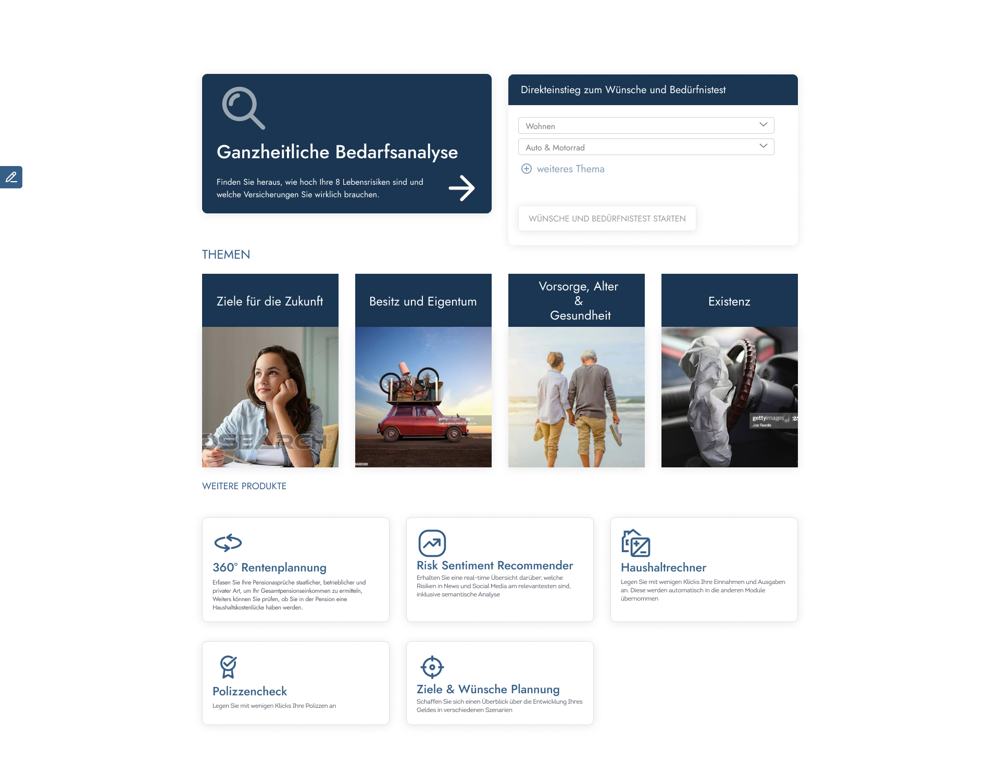 Ganzheitliche Bedarfsanalyse
Finden Sie heraus, wie hoch Ihre 8 Lebensrisiken sind und
welche Versicherungen Sie wirklich brauchen.
Direkteinstieg zum Wünsche und Bedürfnistest
Wohnen
Auto & Motorrad
weiteres Thema
WÜNSCHE UND BEDÜRFNISTEST STARTEN
THEMEN
Ziele für die Zukunft
Besitz und Eigentum
Vorsorge, Alter
&
Gesundheit
Existenz
gettyimages
gettyimages
Joe Raedle
WEITERE PRODUKTE
360° Rentenplannung
Erfasen Sie Ihre Pensionasprüche staatlicher, betrieblicher und
privater Art, um Ihr Gesamtpensionseinkommen zu ermitteln,
Weiters können Sie prüfen, ob Sie in der Pension eine
Haushaltskostenlücke haben werden.
Risk Sentiment Recommender
Erhalten Sie eine real-time Übersicht darüber, welche
Risiken in News und Social Media am relevantesten sind,
inklusive semantische Analyse
Haushaltrechner
Legen Sie mit wenigen Klicks Ihre Einnahmen und Ausgaben
an. Diese werden automatisch in die anderen Module
übernommen
Polizzencheck
Legen Sie mit wenigen Klicks Ihre Polizzen an
Ziele & Wünsche Plannung
Schaffen Sie sich einen Überblick über die Entwicklung Ihres
Geldes in verschiedenen Szenarien